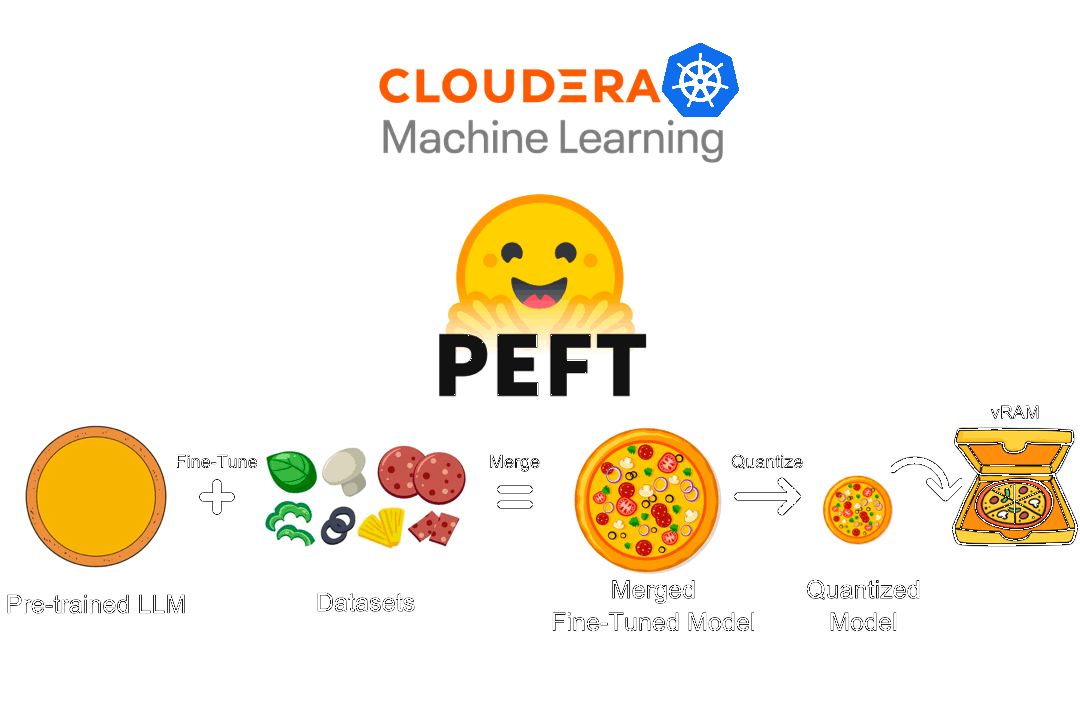 CLOUDERA
Machine Learning
PEFT
vRAM
Fine-Tune
Merge
Quantize
Pre-trained LLM
Datasets
Merged
Fine-Tuned Model
Quantized
Model